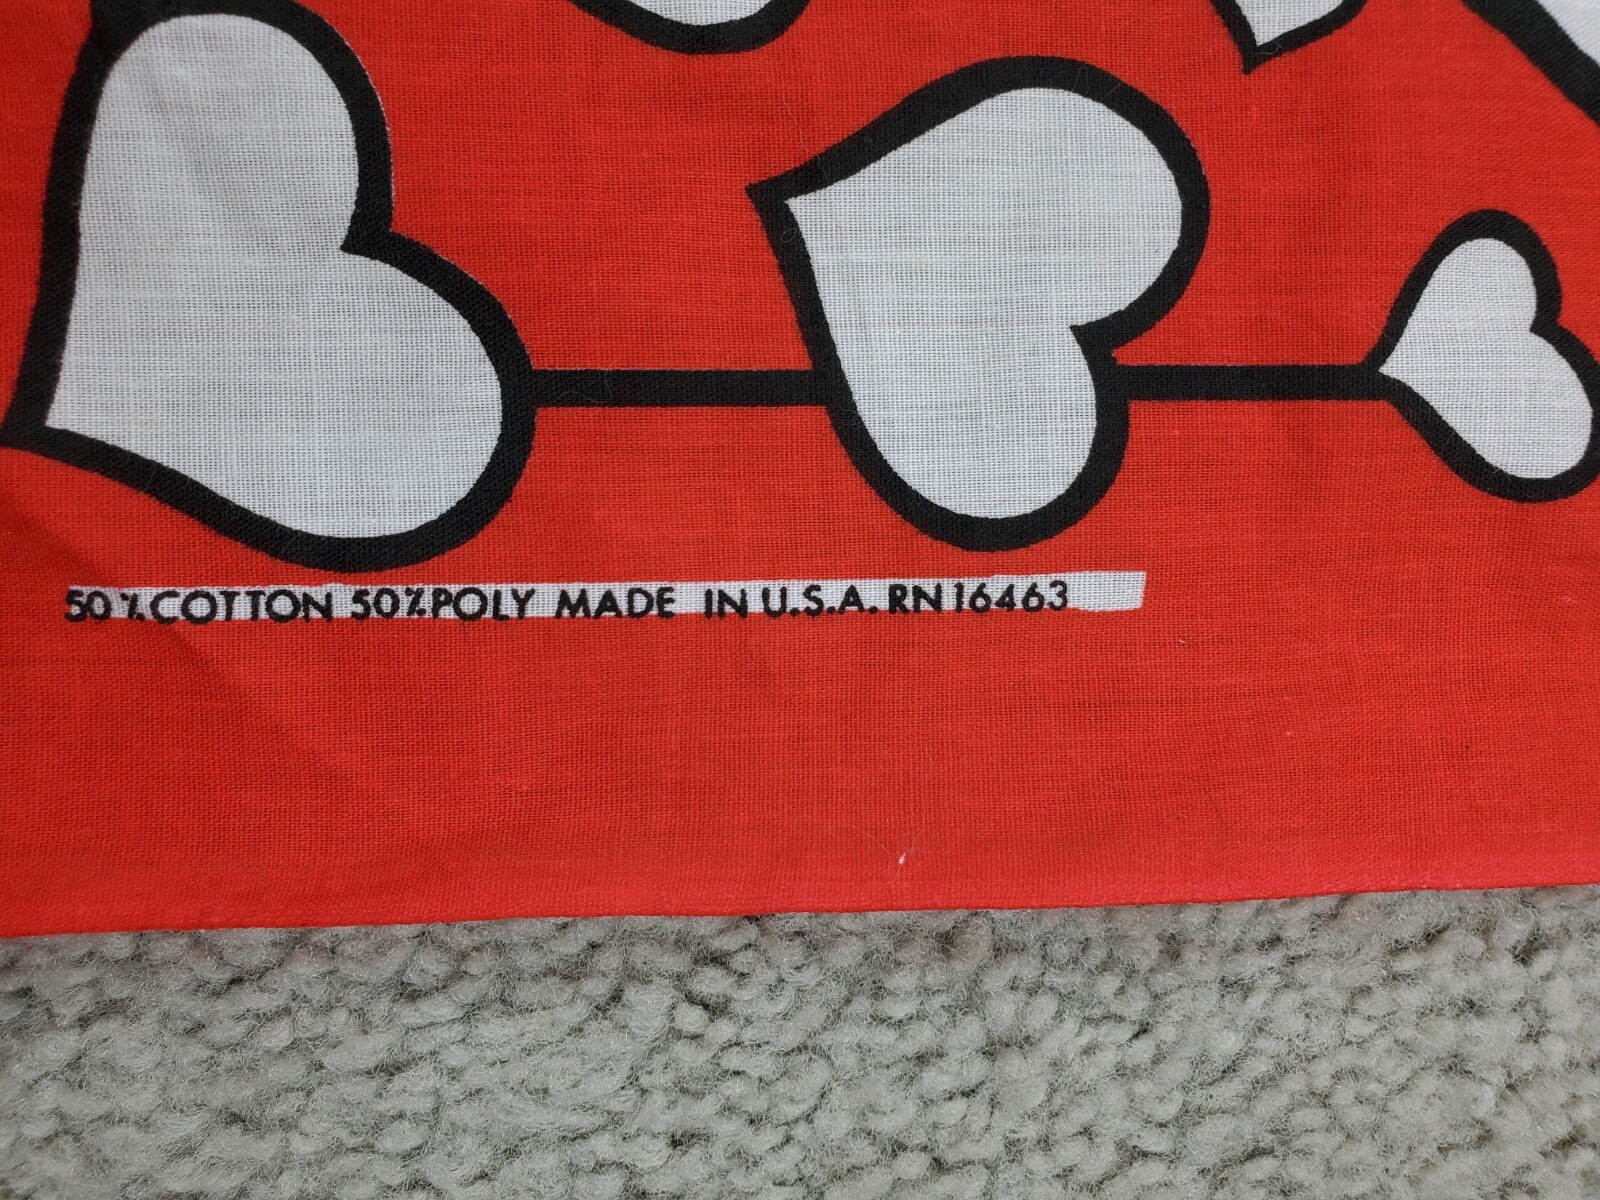 50% COTTON 50% POLY MADE IN U.S.A. RN 16463